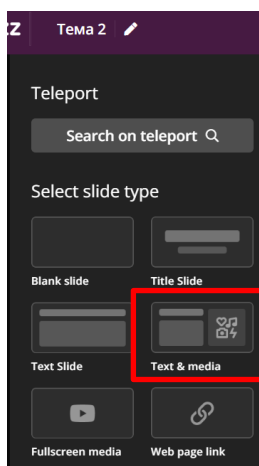 zz Тема 2
Teleport
Search on teleport
Select slide type
Blank slide Title Slide
Text Slide Text & media
Fullscreen media Web page link